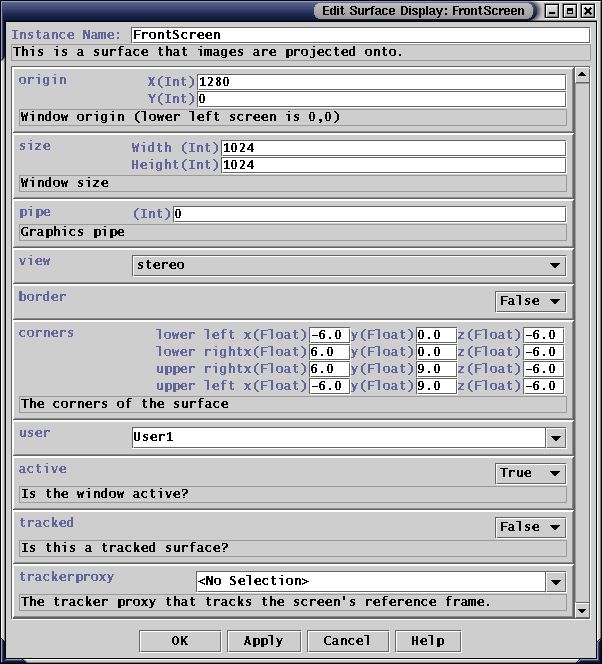 Edit Surface Display: FrontScreen
Instance Name: FrontScreen
This is a surface that images are projected onto.
origin X(Int) 1280
Y(Int) 0
Window origin (lower left screen is 0,0)
size Width (Int) 1024
Height(Int) 1024
Window size
pipe (Int) 0
Graphics pipe
view stereo
border False
corners lower left x(Float) -6.0 y(Float) 0.0 z(Float) -6.0
lower rightx(Float) 6.0 y(Float) 0.0 z(Float) -6.0
upper rightx(Float) 6.0 y(Float) 9.0 z(Float) -6.0
upper left x(Float) -6.0 y(Float) 9.0 z(Float) -6.0
The corners of the surface
user User1
active True
Is the window active?
tracked False
Is this a tracked surface?
trackerproxy <No Selection>
The tracker proxy that tracks the screen's reference frame.
OK Apply Cancel Help